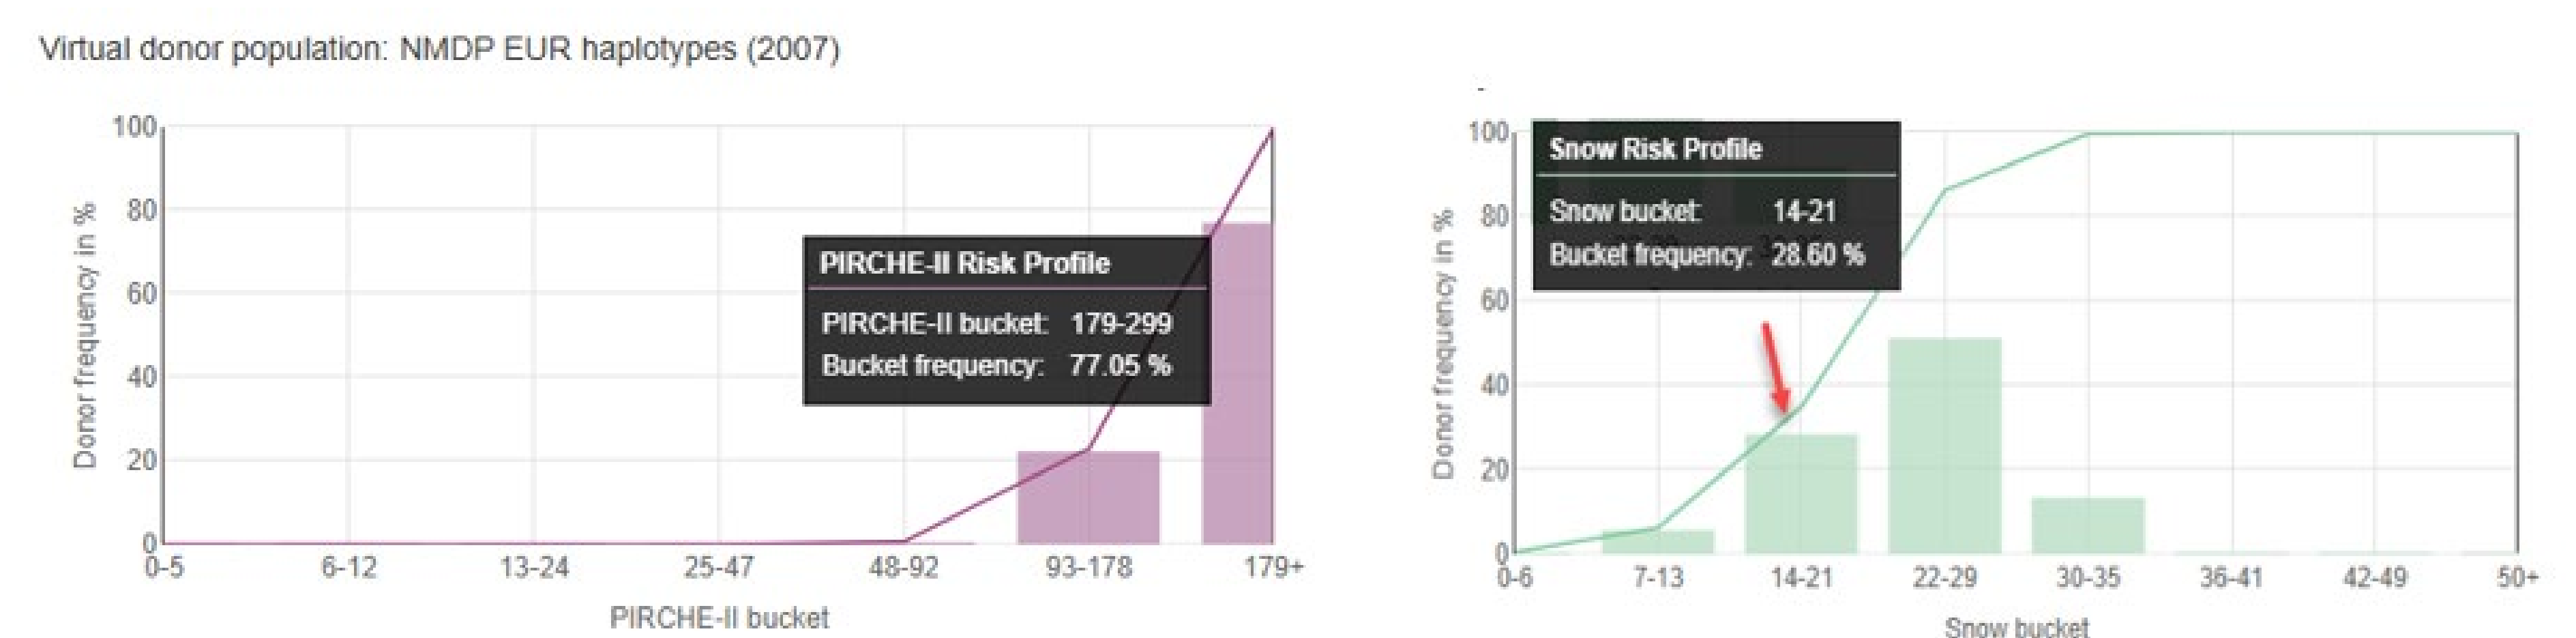 Virtual donor population: NMDP EUR haplotypes (2007)
Donor frequency in %
100
80
60
40
20
0
PIRCHE-II Risk Profile
PIRCHE-II bucket: 179-299
Bucket frequency: 77.05 %
0-5 6-12 13-24 25-47 48-92 93-178 179+
PIRCHE-II bucket
Donor frequency in %
100
80
60
40
20
0
Snow Risk Profile
Snow bucket: 14-21
Bucket frequency: 28.60 %
0-6 7-13 14-21 22-29 30-35 36-41 42-49 50+
Snow bucket